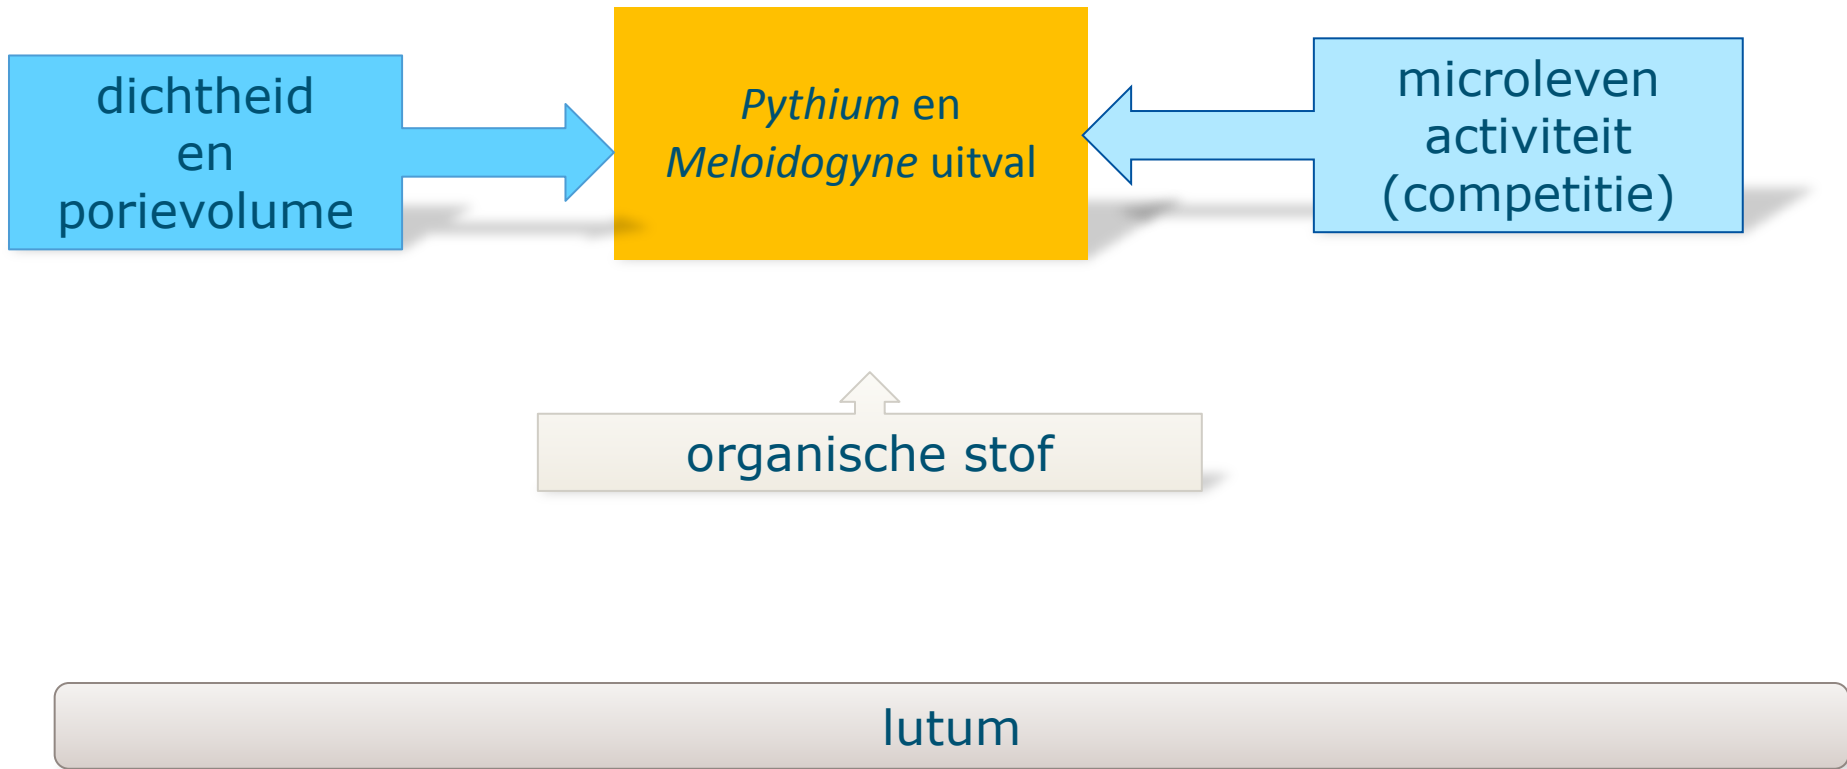 dichtheid
en
porievolume
Pythium en
Meloidogyne uitval
microleven
activiteit
(competitie)
organische stof
lutum